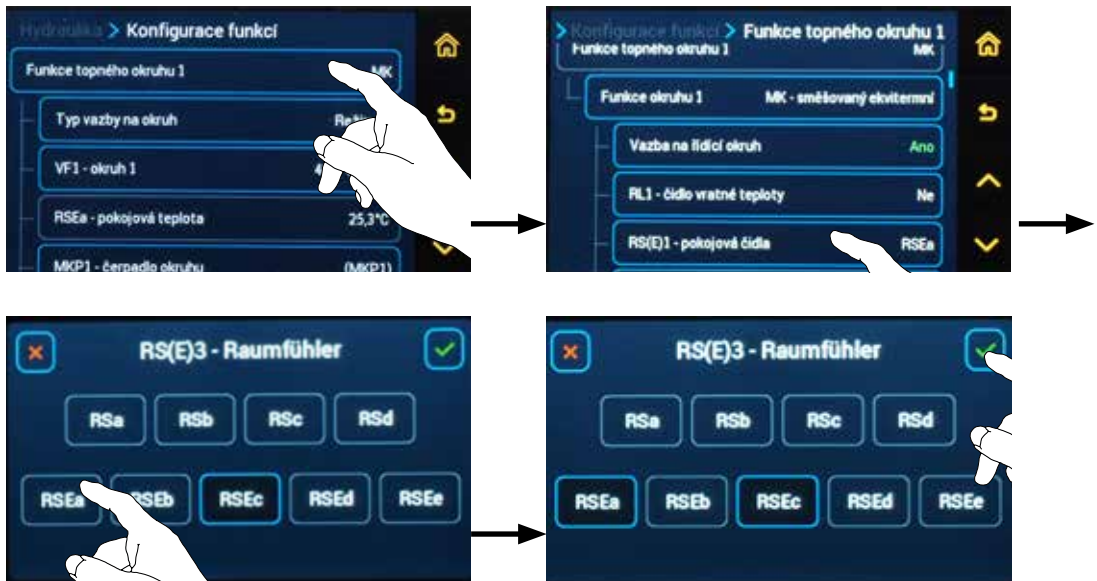 Hydraulika > Konfigurace funkcí
Funkce topného okruhu 1 MK
Typ vazby na okruh
VF1 - okruh 1
RSEa - pokojová teplota 25,3°C
MKP1 - čerpadlo okruhu (MKP1)
> Konfigurace funkcí > Funkce topného okruhu 1
Funkce topného okruhu 1 MK
Funkce okruhu 1 MK - směšovaný ekvitermní
Vazba na řídicí okruh Ano
RL1 - čidlo vratné teploty Ne
RS(E)1 - pokojová čidla RSEa
RS(E)3 - Raumfühler
RSa RSb RSc RSd
RSEa RSEb RSEc RSEd RSEe
RS(E)3 - Raumfühler
RSa RSb RSc RSd
RSEa RSEb RSEc RSEd RSEe